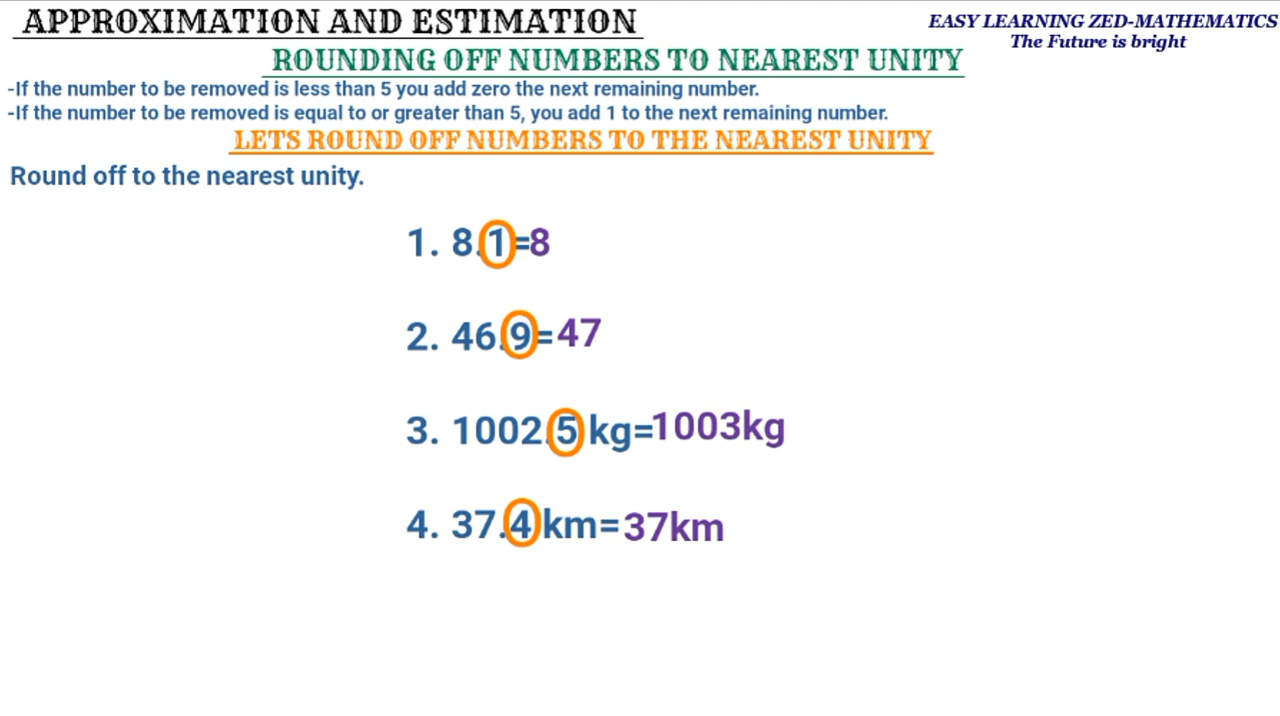 APPROXIMATION AND ESTIMATION
EASY LEARNING ZED-MATHEMATICS
The Future is bright
ROUNDING OFF NUMBERS TO NEAREST UNITY
-If the number to be removed is less than 5 you add zero the next remaining number.
-If the number to be removed is equal to or greater than 5, you add 1 to the next remaining number.
LETS ROUND OFF NUMBERS TO THE NEAREST UNITY
Round off to the nearest unity.
1. 8.1=8
2. 46.9=47
3. 1002.5 kg=1003kg
4. 37.4 km=37km